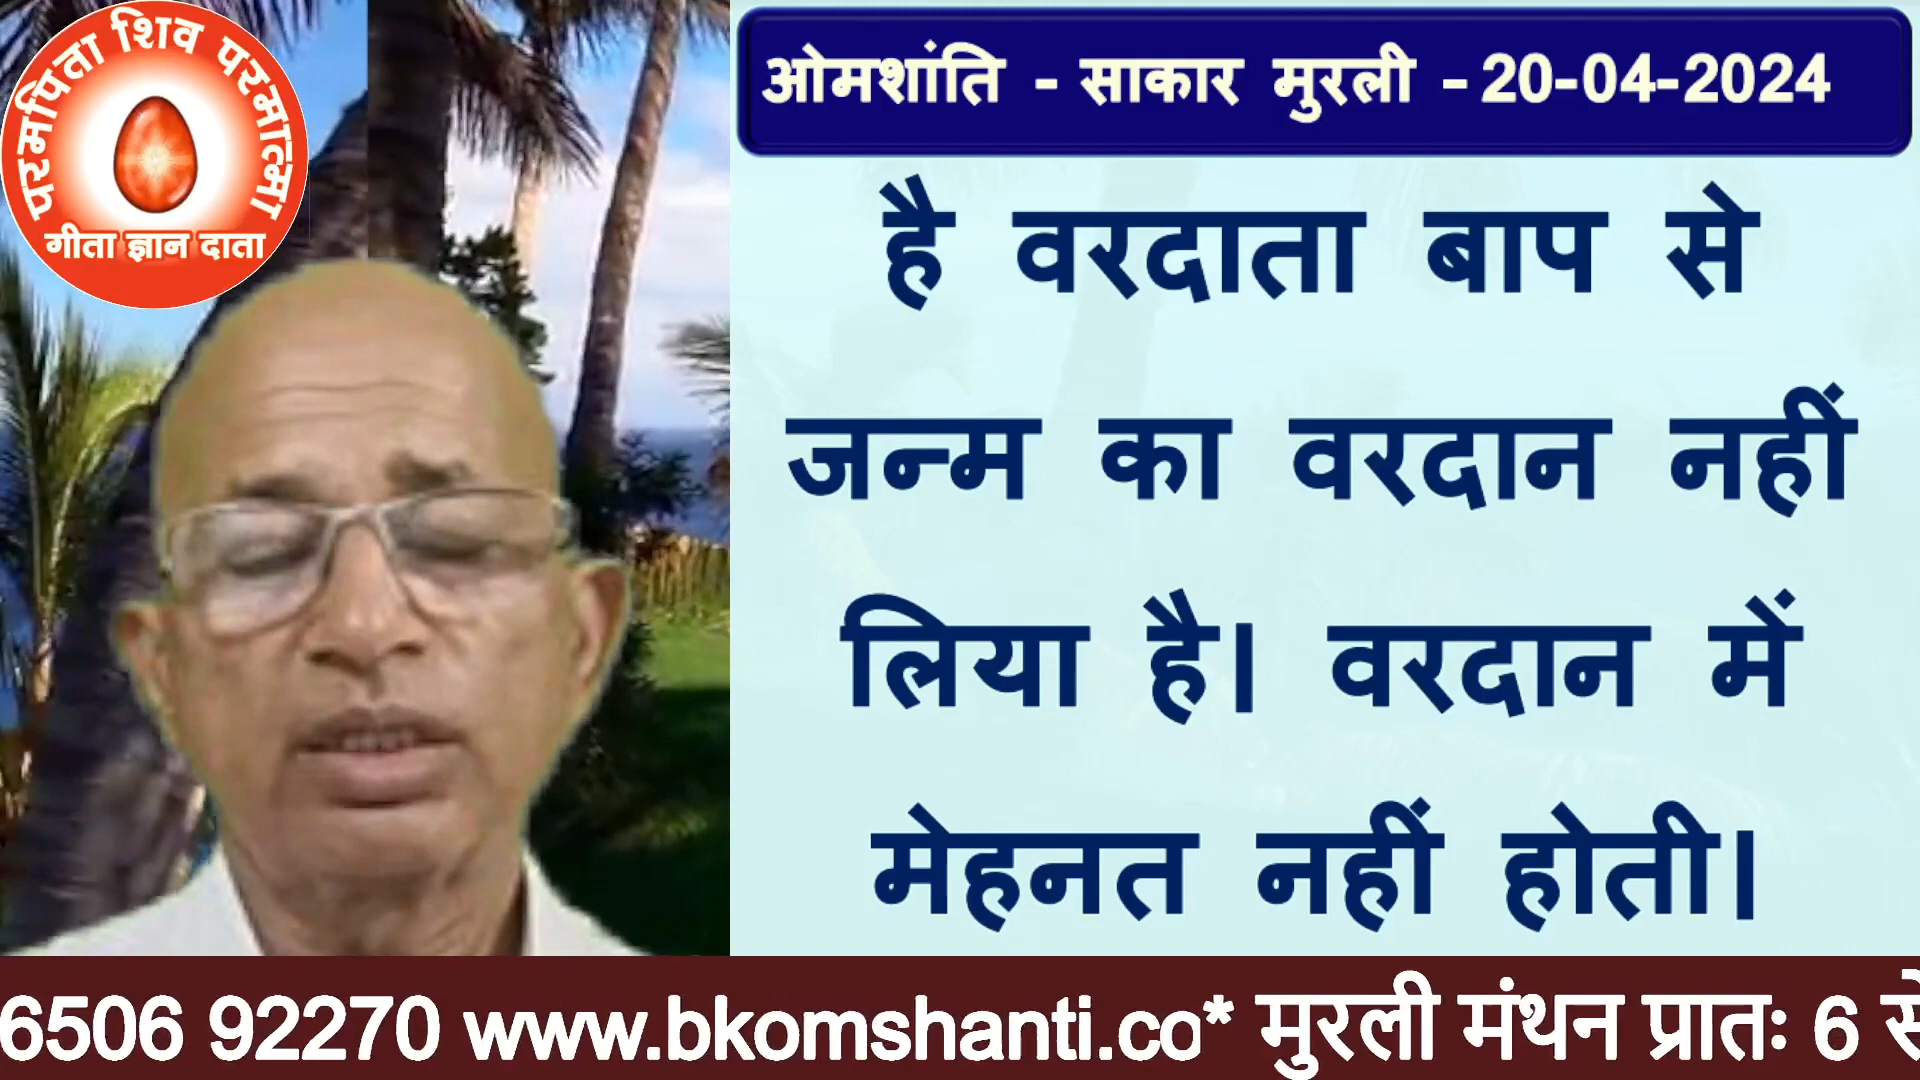 परमपिता शिव परमात्मा
गीता ज्ञान दाता
ओमशांति - साकार मुरली - 20-04-2024
है वरदाता बाप से
जन्म का वरदान नहीं
लिया है। वरदान में
मेहनत नहीं होती।
6506 92270 www.bkomshanti.co* मुरली मंथन प्रातः 6 से